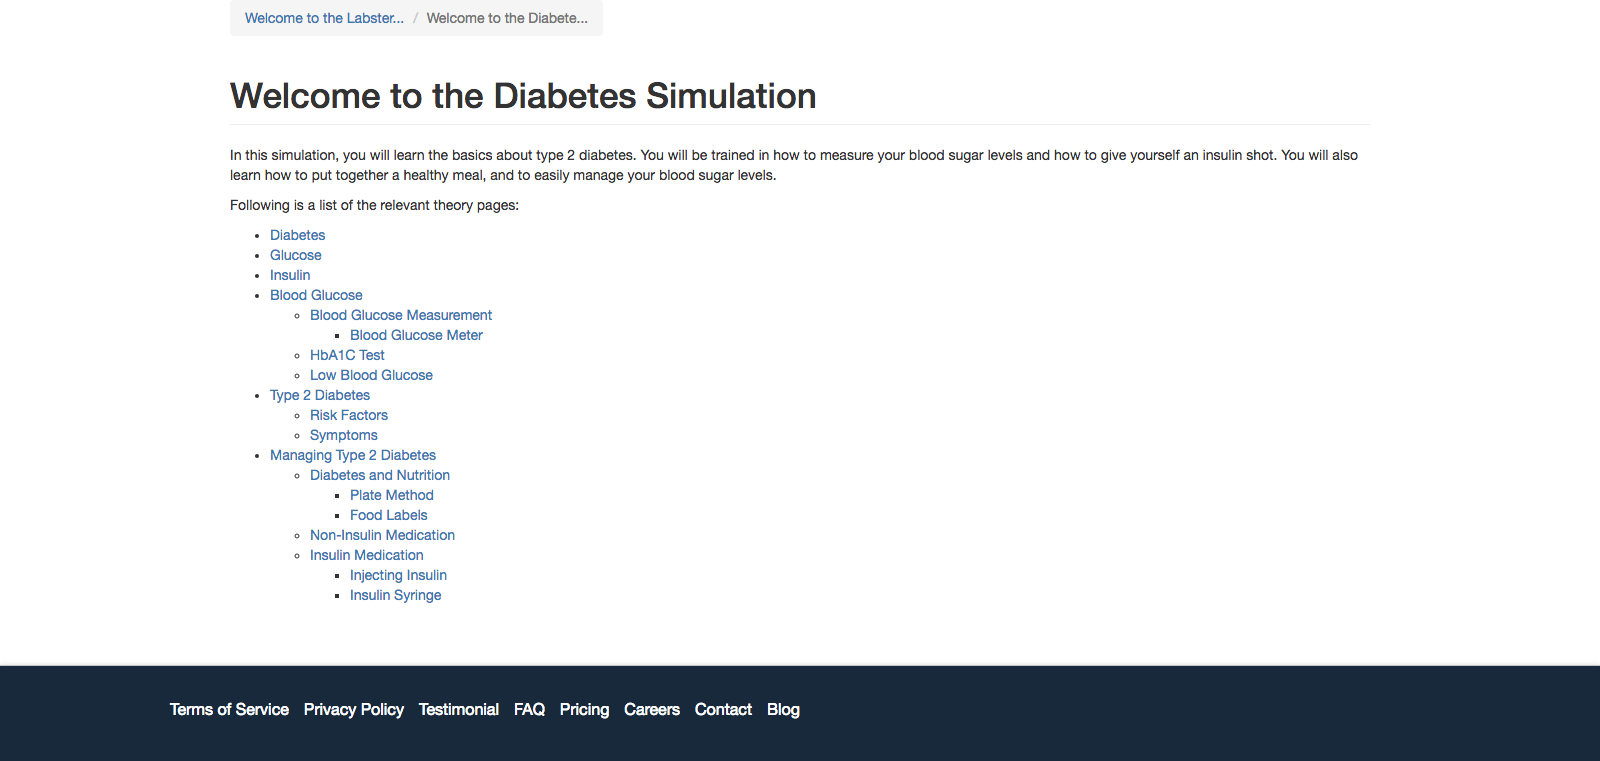 Welcome to the Labster... / Welcome to the Diabete...
Welcome to the Diabetes Simulation
In this simulation, you will learn the basics about type 2 diabetes. You will be trained in how to measure your blood sugar levels and how to give yourself an insulin shot. You will also
learn how to put together a healthy meal, and to easily manage your blood sugar levels.
Following is a list of the relevant theory pages:
Diabetes
Glucose
Insulin
Blood Glucose
Blood Glucose Measurement
Blood Glucose Meter
HbA1C Test
Low Blood Glucose
Type 2 Diabetes
Risk Factors
Symptoms
Managing Type 2 Diabetes
Diabetes and Nutrition
Plate Method
Food Labels
Non-Insulin Medication
Insulin Medication
Injecting Insulin
Insulin Syringe
Terms of Service Privacy Policy Testimonial FAQ Pricing Careers Contact Blog